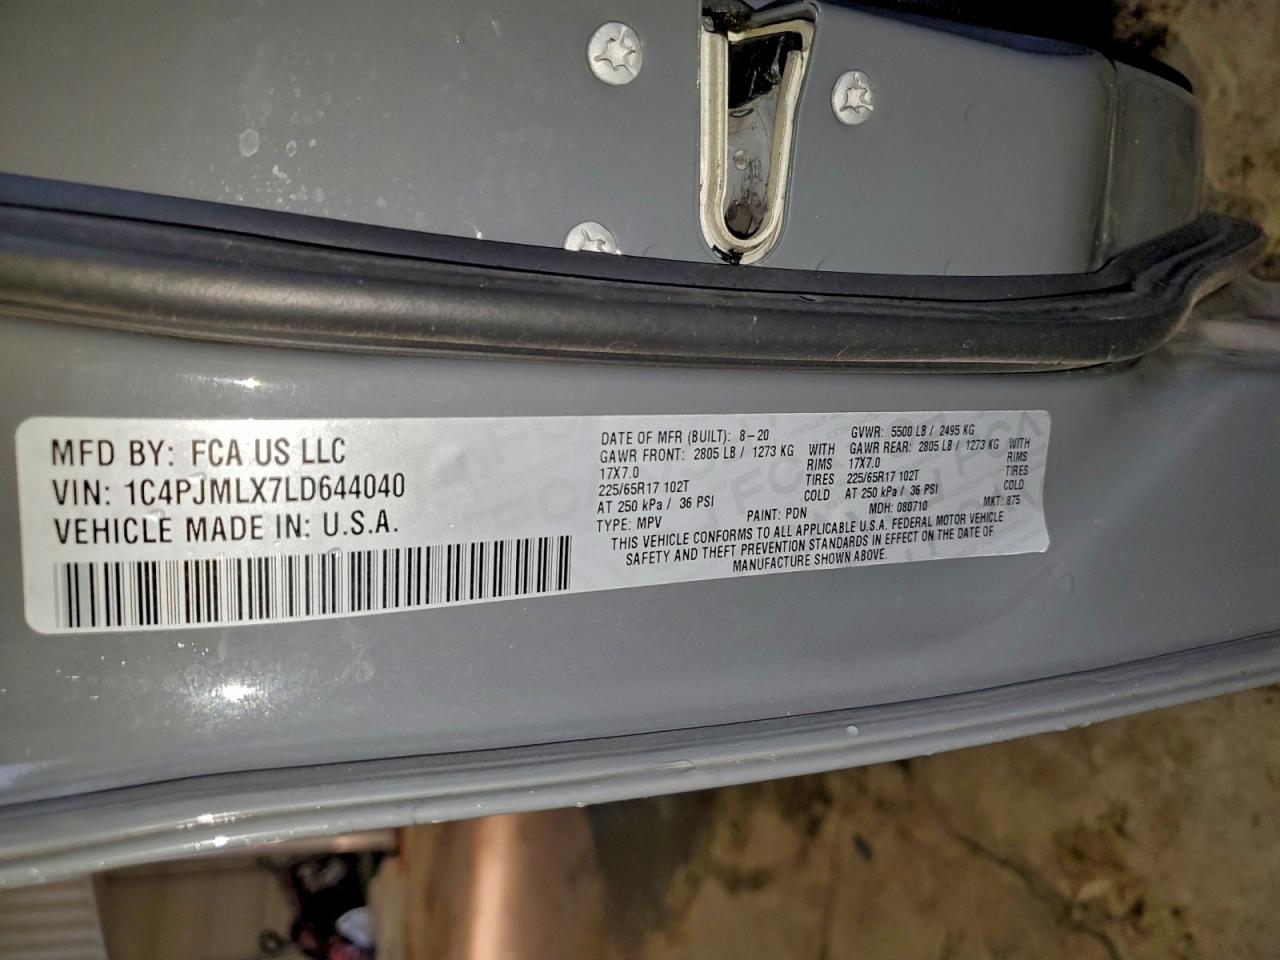 MFD BY: FCA US LLC
VIN: 1C4PJMLX7LD644040
VEHICLE MADE IN: U.S.A.
DATE OF MFR (BUILT): 8-20 GVWR: 5500 LB / 2495 KG
GAWR FRONT: 2805 LB / 1273 KG WITH GAWR REAR: 2805 LB / 1273 KG WITH
17X7.0 RIMS 17X7.0 RIMS
225/65R17 102T TIRES 225/65R17 102T TIRES
AT 250 kPa / 36 PSI COLD AT 250 kPa / 36 PSI COLD
TYPE: MPV PAINT: PDN MDH: 080710 MKT: 875
THIS VEHICLE CONFORMS TO ALL APPLICABLE U.S.A. FEDERAL MOTOR VEHICLE
SAFETY AND THEFT PREVENTION STANDARDS IN EFFECT ON THE DATE OF
MANUFACTURE SHOWN ABOVE.